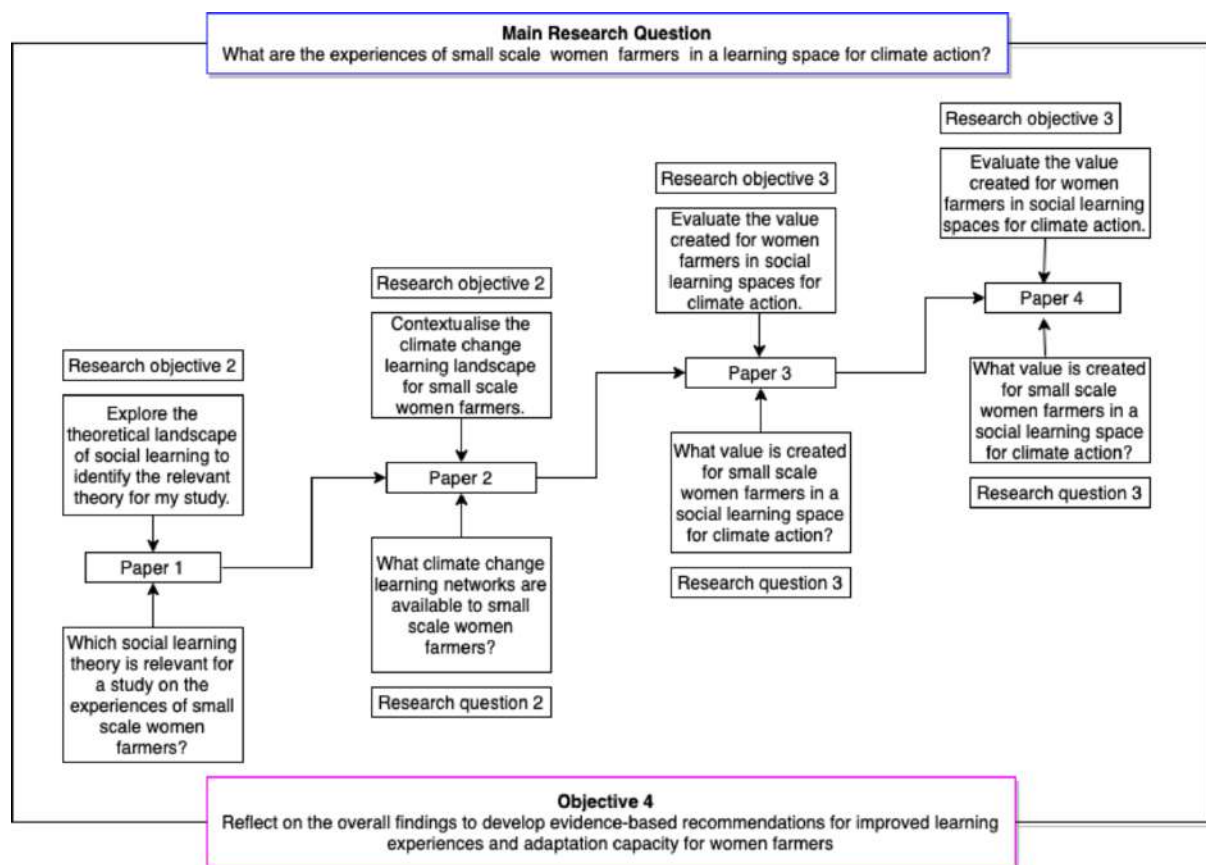 Main Research Question
What are the experiences of small scale women farmers in a learning space for climate action?
Research objective 2
Explore the
theoretical landscape
of social learning to
identify the relevant
theory for my study.
Paper 1
Which social learning
theory is relevant for
a study on the
experiences of small
scale women
farmers?
Research objective 2
Contextualise the
climate change
learning landscape
for small scale
women farmers.
Paper 2
What climate change
learning networks are
available to small
scale women
farmers?
Research question 2
Research objective 3
Evaluate the value
created for women
farmers in social
learning spaces for
climate action.
Paper 3
What value is created
for small scale
women farmers in a
social learning space
for climate action?
Research question 3
Research objective 3
Evaluate the value
created for women
farmers in social learning
spaces for climate action.
Paper 4
What value is created
for small scale
women farmers in a
social learning space
for climate action?
Research question 3
Objective 4
Reflect on the overall findings to develop evidence-based recommendations for improved learning
experiences and adaptation capacity for women farmers